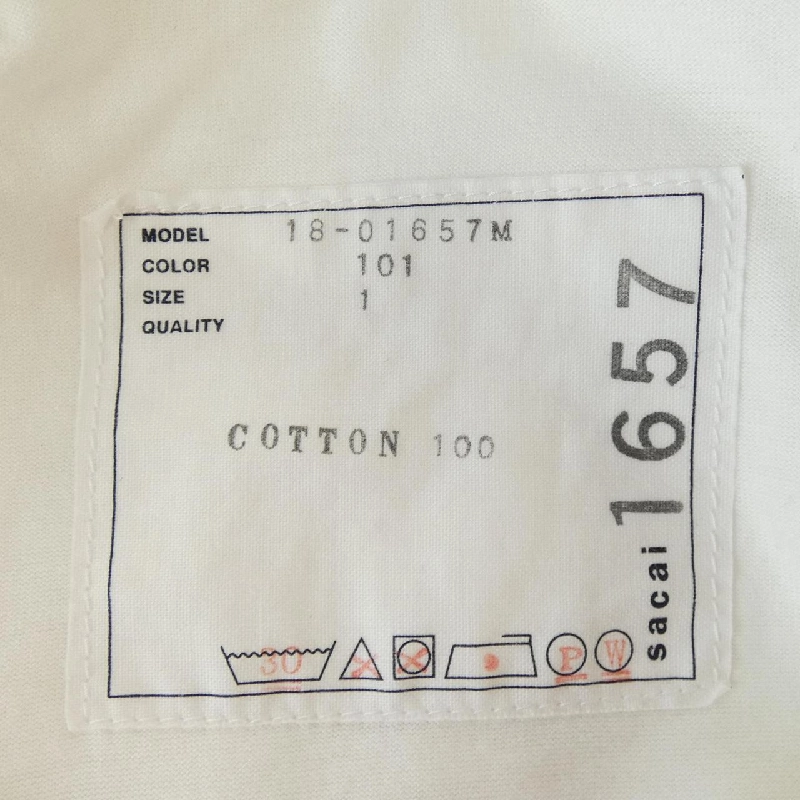 MODEL 18-01657M
COLOR 101
SIZE 1
QUALITY
COTTON 100
sacai 1657
30 P W